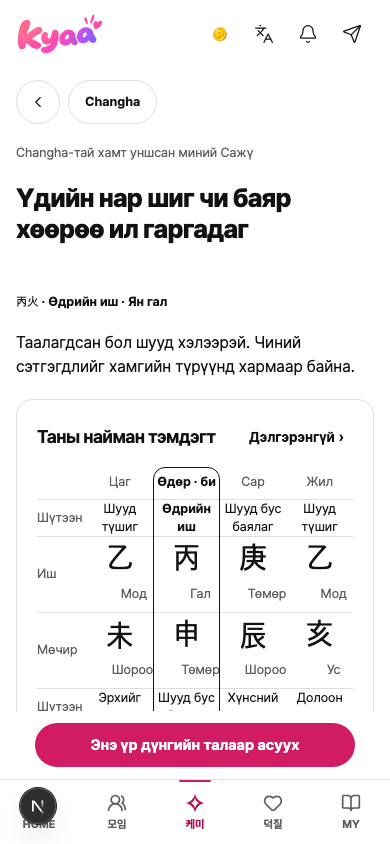 Kyaa
Changha
Changha-тай хамт уншсан миний Сажү
Үдийн нар шиг чи баяр
хөөрөө ил гаргадаг
丙火 · Өдрийн иш · Ян гал
Таалагдсан бол шууд хэлээрэй. Чиний
сэтгэгдлийг хамгийн түрүүнд хармаар байна.
Таны найман тэмдэгт Дэлгэрэнгүй ›
Цаг Өдөр · би Сар Жил
Шүтээн Шууд түшиг Өдрийн иш Шууд бус баялаг Шууд түшиг
Иш 乙 丙 庚 乙
Мод Гал Төмөр Мод
Мөчир 未 申 辰 亥
Шороо Төмөр Шороо Ус
Шүтээн Эрхийг Шууд бус Хүнсний Долоон
Энэ үр дүнгийн талаар асуух
N
HOME 모임 케미 덕질 MY